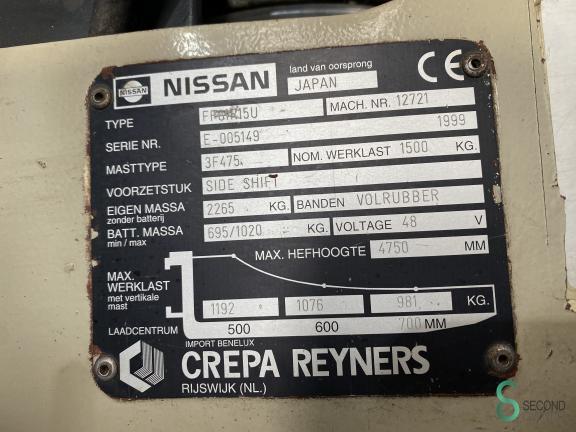 NISSAN
NISSAN
land van oorsprong
JAPAN
CE
TYPE
MACH. NR. 12721
SERIE NR. E-005149 1999
MASTTYPE 3F475 NOM. WERKLAST 1500 KG.
VOORZETSTUK SIDE SHIFT
EIGEN MASSA 2265 KG. BANDEN VOLRUBBER
zonder batterij
BATT. MASSA 695/1020 KG. VOLTAGE 48 V
min / max
MAX. HEFHOOGTE 4750 MM
MAX.
WERKLAST
met vertikale
mast
1192 1076 981 KG.
LAADCENTRUM 500 600 700 MM
IMPORT BENELUX
CREPA REYNERS
RIJSWIJK (NL.)
SECOND